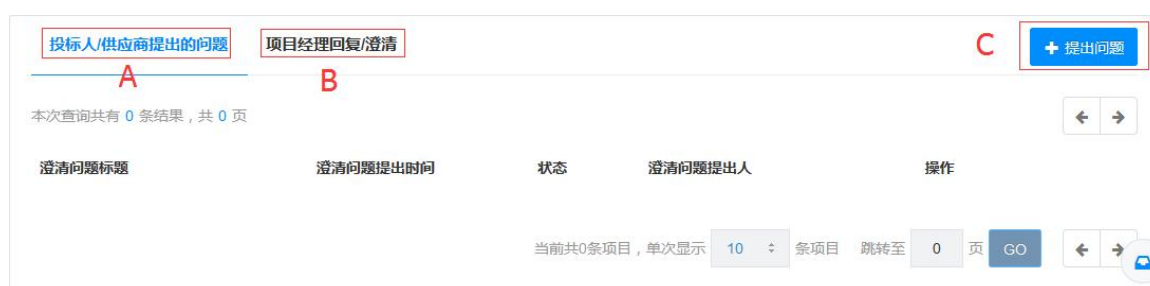 投标人/供应商提出的问题 项目经理回复/澄清 C + 提出问题
A B
本次查询共有 0 条结果，共 0 页
澄清问题标题 澄清问题提出时间 状态 澄清问题提出人 操作
当前共0条项目，单次显示 10 条项目 跳转至 0 页 GO